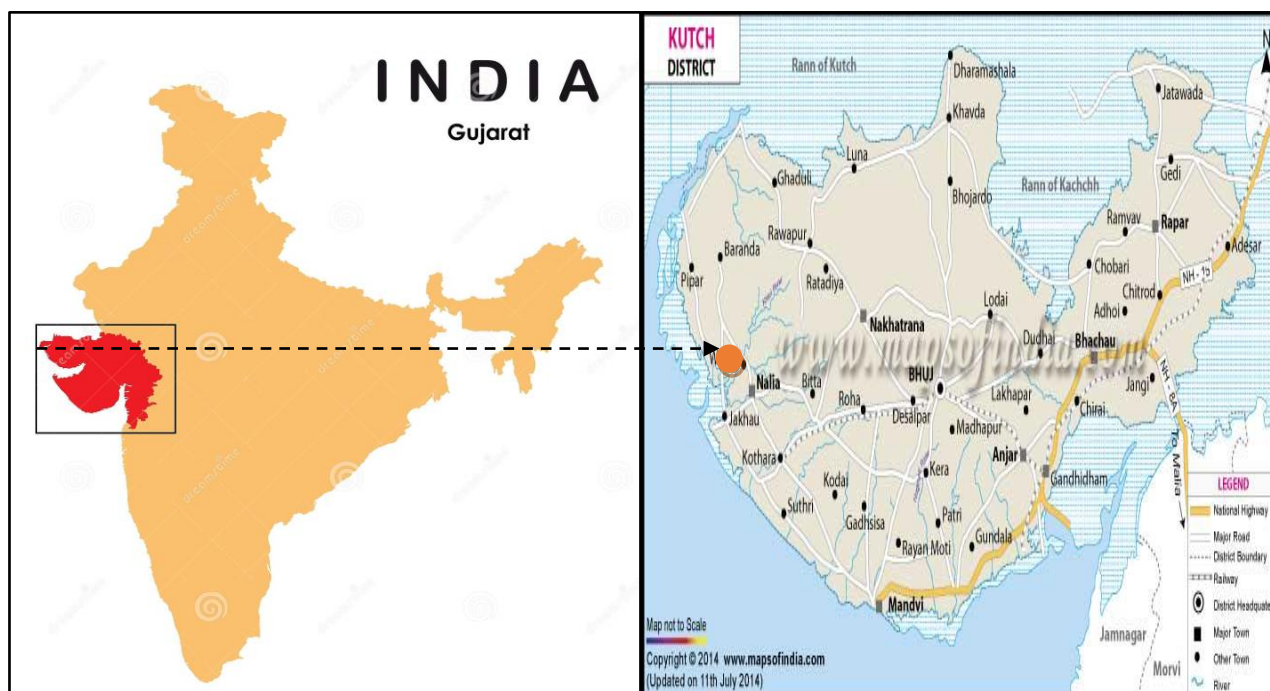 INDIA
Gujarat
KUTCH
DISTRICT
N
Rann of Kutch
Dharamashala
Jatawada
Khavda
Luna
Gedi
Ghaduli
Rann of Kachchh
Bhojardo
Ramvav
Rapar
Rawapur
Baranda
Adesar
Pipar
Ratadiya
Chobari
NH - 15
Chitrod
Lodai
Adhoi
Nakhatrana
Dudhai
www.mapsofindia.com
Bhachau
Nalia
Bitta
BHUJ
Jangi
NH - 8A
To Malia
Roha
Desalpar
Lakhapar
Chirai
Jakhau
Madhapur
Kothara
Anjar
Kera
Gandhidham
Kodai
Suthri
Gadhsisa
Patri
Rayan Moti
Gundala
Mandvi
LEGEND
National Highway
Major Road
District Boundary
Railway
District Headquate
Major Town
Other Town
River
Jamnagar
Morvi
Map not to Scale
Copyright © 2014 www.mapsofindia.com
(Updated on 11th July 2014)
dreamstime